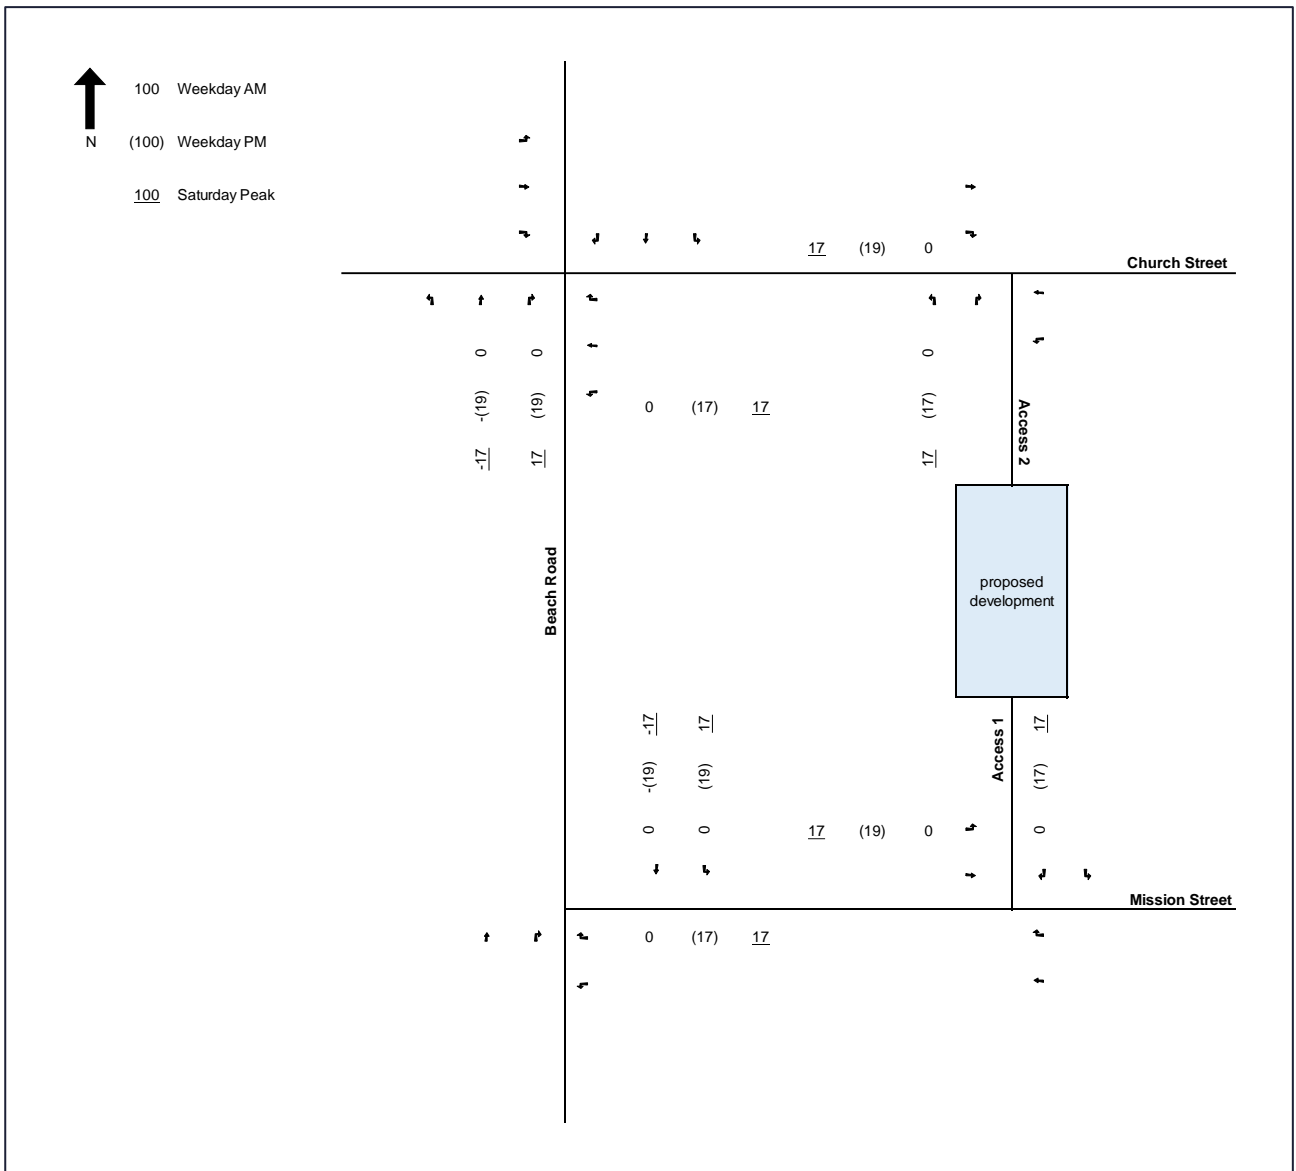 100 Weekday AM
N (100) Weekday PM
100 Saturday Peak
17 (19) 0
Church Street
0 0 0
-(19) (19) (17)
-17 17 17
0 (17) 17
Access 2
Beach Road
proposed
development
-17 17 17
-(19) (19) (17)
0 0 0
Access 1
17 (19) 0
Mission Street
0 (17) 17